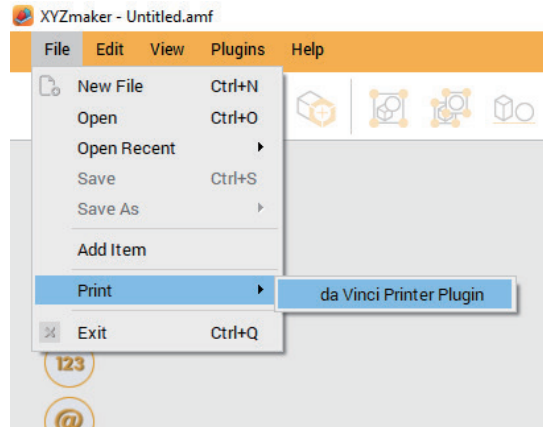 XYZmaker - Untitled.amf
File Edit View Plugins Help
New File Ctrl+N
Open Ctrl+O
Open Recent
Save Ctrl+S
Save As
Add Item
Print da Vinci Printer Plugin
Exit Ctrl+Q
123
@